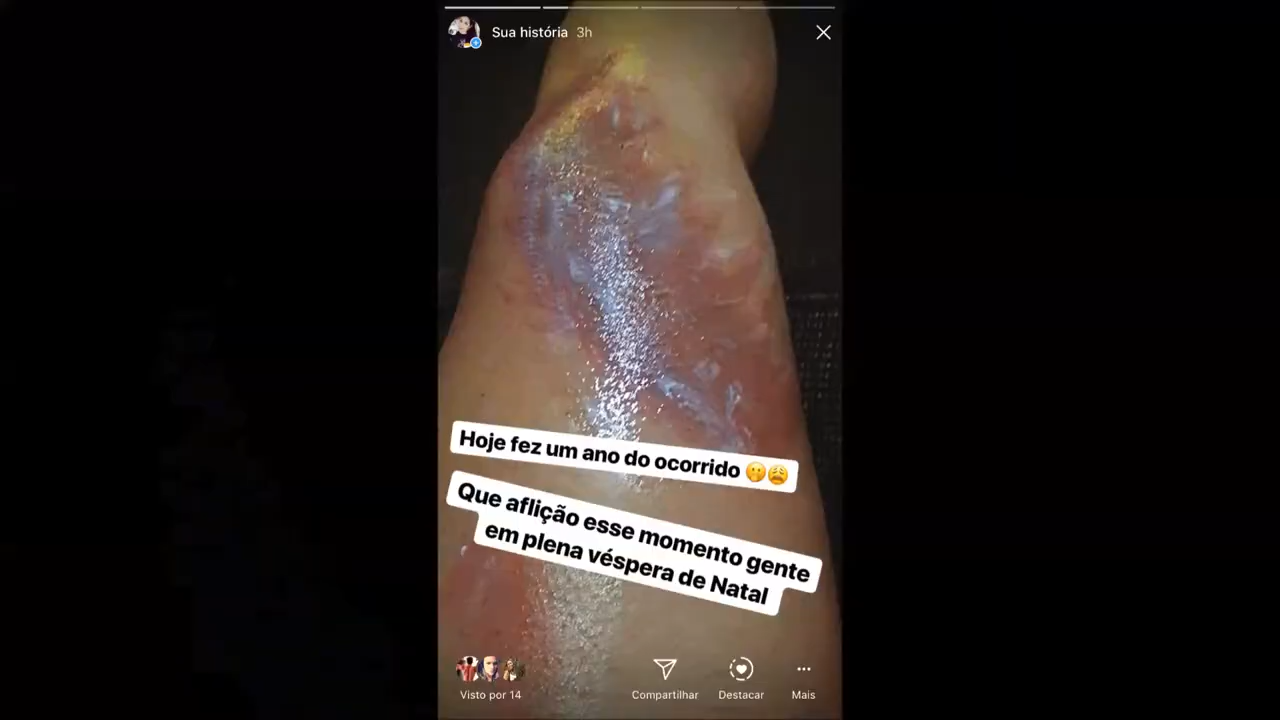 Sua história 3h
Hoje fez um ano do ocorrido 🤭😩
Que aflição esse momento gente
em plena véspera de Natal
Visto por 14
Compartilhar
Destacar
Mais